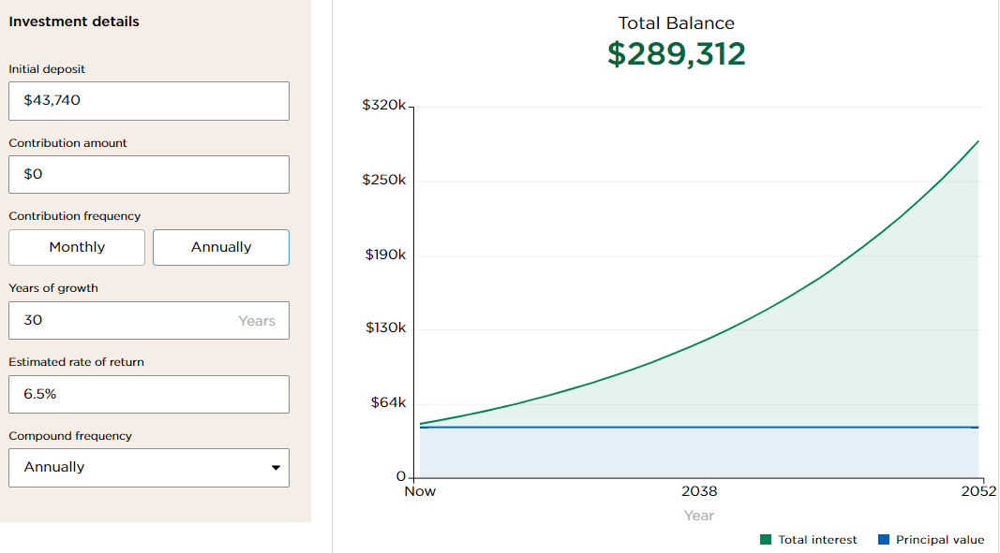 Investment details
Initial deposit
$43,740
Contribution amount
$0
Contribution frequency
Monthly Annually
Years of growth
30 Years
Estimated rate of return
6.5%
Compound frequency
Annually
Total Balance
$289,312
$320k
$250k
$190k
$130k
$64k
0
Now 2038 2052
Year
Total interest Principal value